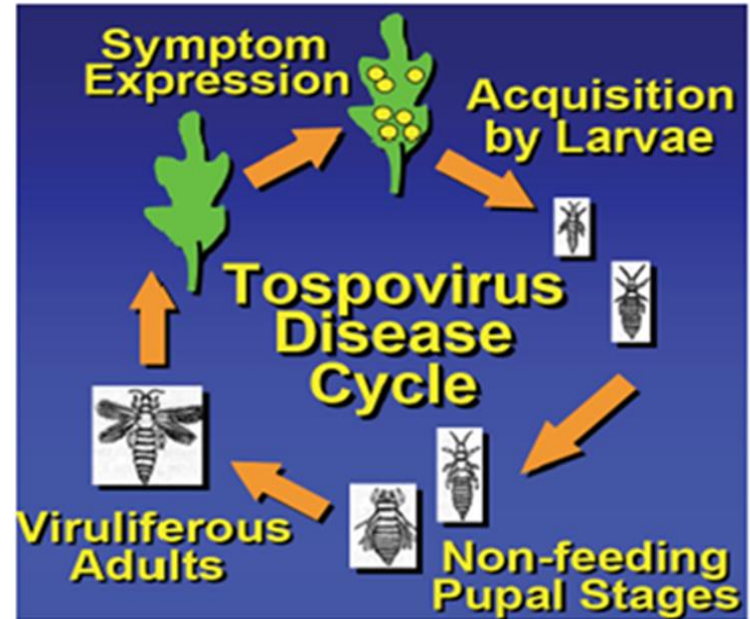 Symptom
Expression
Acquisition
by Larvae
Tospovirus
Disease
Cycle
Viruliferous
Adults
Non-feeding
Pupal Stages